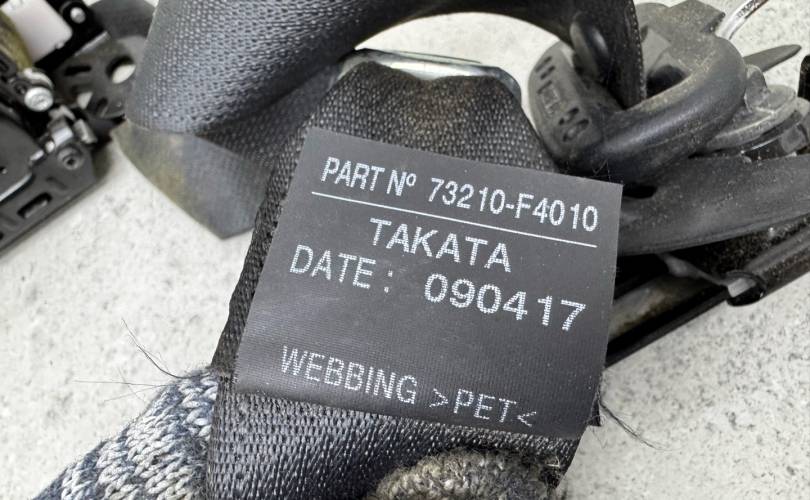 PART Nº 73210-F4010
TAKATA
DATE: 090417
WEBBING >PET<